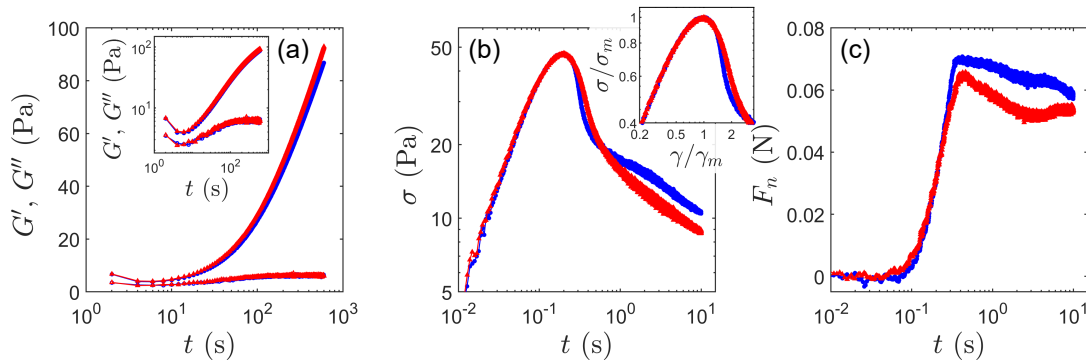 100
80
60
40
20
0
G′, G″ (Pa)
10⁰ 10¹ 10² 10³
t (s)
(a)
10²
10¹
G′, G″ (Pa)
10⁰ 10²
t (s)
50
20
10
5
σ (Pa)
10⁻² 10⁻¹ 10⁰ 10¹
t (s)
(b)
1
0.8
0.6
0.4
σ/σₘ
0.2 0.5 1 2
γ/γₘ
0.08
0.06
0.04
0.02
0
Fₙ (N)
10⁻² 10⁻¹ 10⁰ 10¹
t (s)
(c)